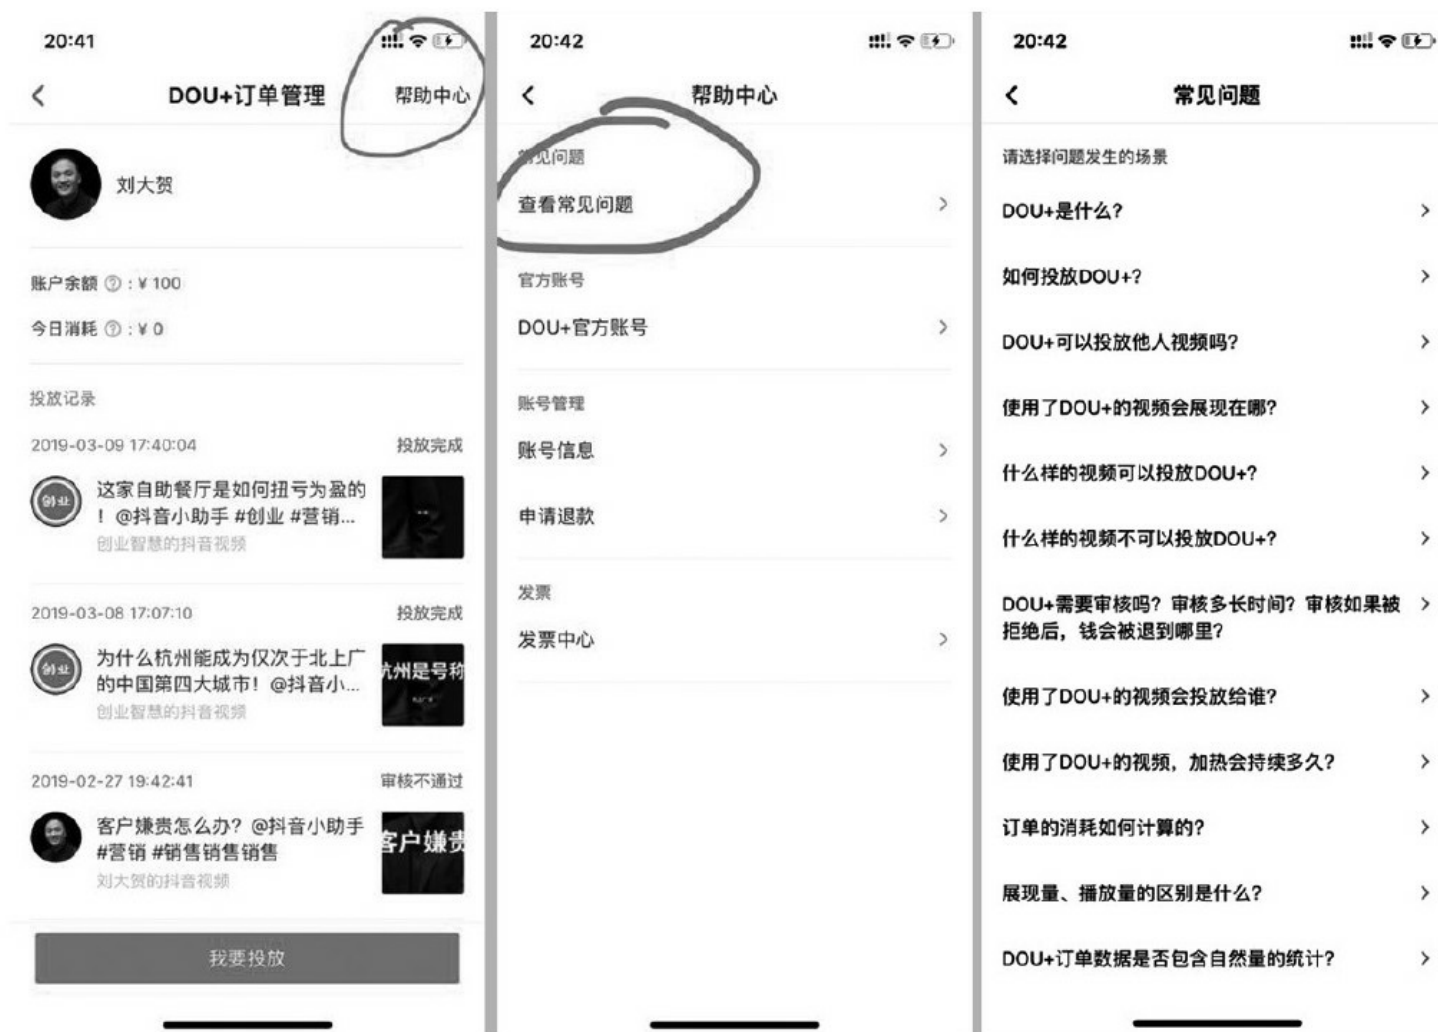 20:41
DOU+订单管理
帮助中心
刘大贺
账户余额 ? : ¥ 100
今日消耗 ? : ¥ 0
投放记录
2019-03-09 17:40:04 投放完成
创业
这家自助餐厅是如何扭亏为盈的
！@抖音小助手 #创业 #营销...
创业智慧的抖音视频
2019-03-08 17:07:10 投放完成
创业
为什么杭州能成为仅次于北上广
的中国第四大城市！@抖音小...
创业智慧的抖音视频
杭州是号称
2019-02-27 19:42:41 审核不通过
客户嫌贵怎么办？@抖音小助手
#营销 #销售销售销售
刘大贺的抖音视频
客户嫌贵
我要投放
20:42
帮助中心
常见问题
查看常见问题
官方账号
DOU+官方账号
账号管理
账号信息
申请退款
发票
发票中心
20:42
常见问题
请选择问题发生的场景
DOU+是什么？
如何投放DOU+？
DOU+可以投放他人视频吗？
使用了DOU+的视频会展现在哪？
什么样的视频可以投放DOU+？
什么样的视频不可以投放DOU+？
DOU+需要审核吗？审核多长时间？审核如果被
拒绝后，钱会被退到哪里？
使用了DOU+的视频会投放给谁？
使用了DOU+的视频，加热会持续多久？
订单的消耗如何计算的？
展现量、播放量的区别是什么？
DOU+订单数据是否包含自然量的统计？